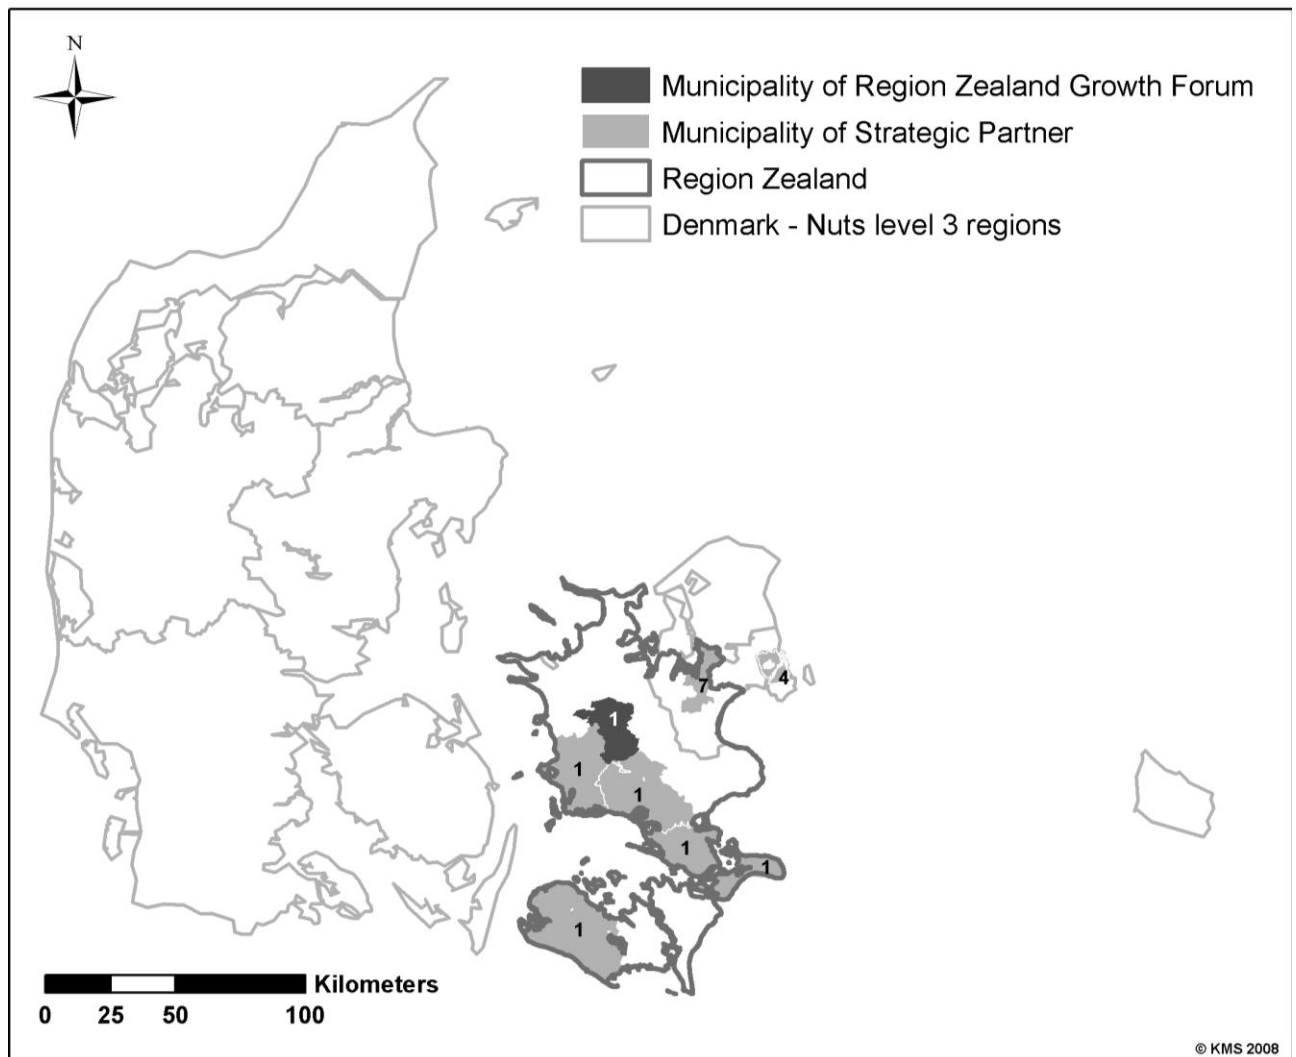 N
Municipality of Region Zealand Growth Forum
Municipality of Strategic Partner
Region Zealand
Denmark - Nuts level 3 regions
7
4
1
1
1
1
1
1
Kilometers
0 25 50 100
© KMS 2008